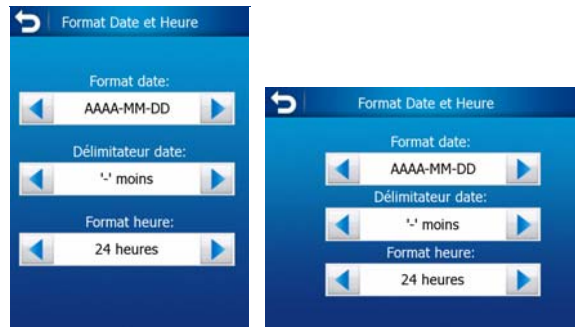 Format Date et Heure
Format date:
AAAA-MM-DD
Délimitateur date:
'-' moins
Format heure:
24 heures
Format Date et Heure
Format date:
AAAA-MM-DD
Délimitateur date:
'-' moins
Format heure:
24 heures